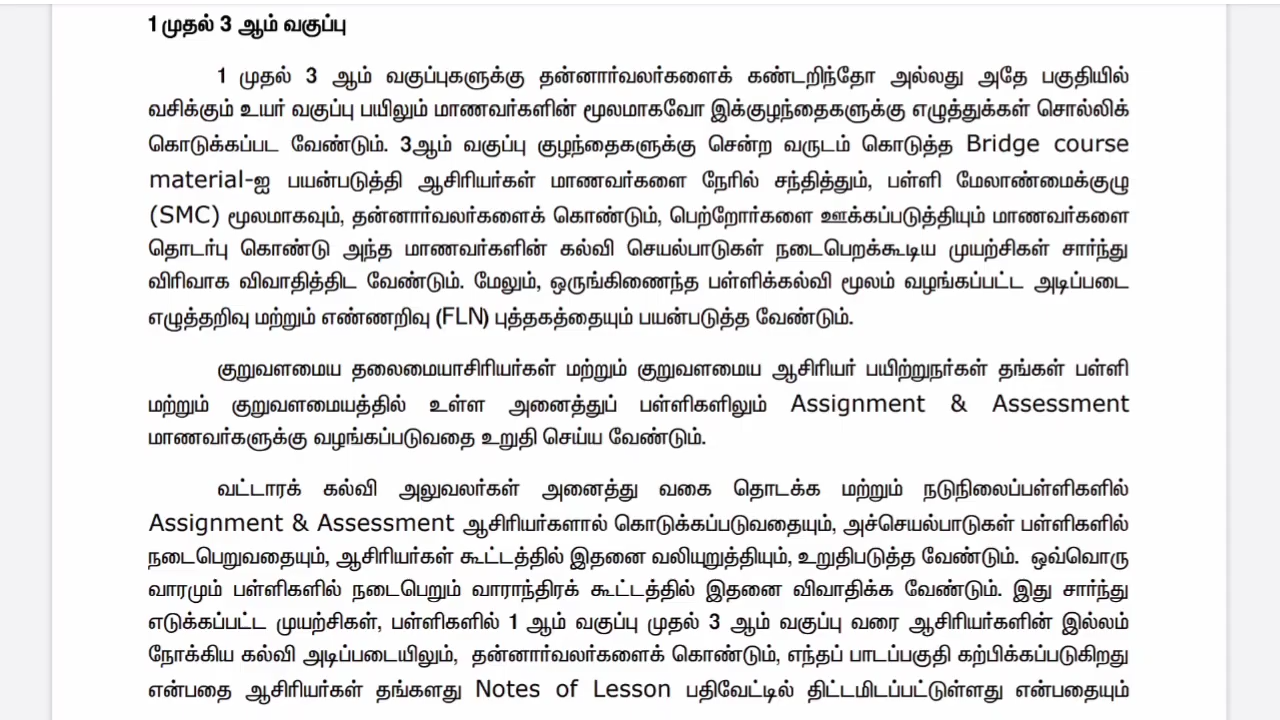 1 முதல் 3 ஆம் வகுப்பு
1 முதல் 3 ஆம் வகுப்புகளுக்கு தன்னார்வலர்களைக் கண்டறிந்தோ அல்லது அதே பகுதியில்
வசிக்கும் உயர் வகுப்பு பயிலும் மாணவர்களின் மூலமாகவோ இக்குழந்தைகளுக்கு எழுத்துக்கள் சொல்லிக்
கொடுக்கப்பட வேண்டும். 3ஆம் வகுப்பு குழந்தைகளுக்கு சென்ற வருடம் கொடுத்த Bridge course
material-ஐ பயன்படுத்தி ஆசிரியர்கள் மாணவர்களை நேரில் சந்தித்தும், பள்ளி மேலாண்மைக்குழு
(SMC) மூலமாகவும், தன்னார்வலர்களைக் கொண்டும், பெற்றோர்களை ஊக்கப்படுத்தியும் மாணவர்களை
தொடர்பு கொண்டு அந்த மாணவர்களின் கல்வி செயல்பாடுகள் நடைபெறக்கூடிய முயற்சிகள் சார்ந்து
விரிவாக விவாதித்திட வேண்டும். மேலும், ஒருங்கிணைந்த பள்ளிக்கல்வி மூலம் வழங்கப்பட்ட அடிப்படை
எழுத்தறிவு மற்றும் எண்ணறிவு (FLN) புத்தகத்தையும் பயன்படுத்த வேண்டும்.
குறுவளமைய தலைமையாசிரியர்கள் மற்றும் குறுவளமைய ஆசிரியர் பயிற்றுநர்கள் தங்கள் பள்ளி
மற்றும் குறுவளமையத்தில் உள்ள அனைத்துப் பள்ளிகளிலும் Assignment & Assessment
மாணவர்களுக்கு வழங்கப்படுவதை உறுதி செய்ய வேண்டும்.
வட்டாரக் கல்வி அலுவலர்கள் அனைத்து வகை தொடக்க மற்றும் நடுநிலைப்பள்ளிகளில்
Assignment & Assessment ஆசிரியர்களால் கொடுக்கப்படுவதையும், அச்செயல்பாடுகள் பள்ளிகளில்
நடைபெறுவதையும், ஆசிரியர்கள் கூட்டத்தில் இதனை வலியுறுத்தியும், உறுதிபடுத்த வேண்டும். ஒவ்வொரு
வாரமும் பள்ளிகளில் நடைபெறும் வாராந்திரக் கூட்டத்தில் இதனை விவாதிக்க வேண்டும். இது சார்ந்து
எடுக்கப்பட்ட முயற்சிகள், பள்ளிகளில் 1 ஆம் வகுப்பு முதல் 3 ஆம் வகுப்பு வரை ஆசிரியர்களின் இல்லம்
நோக்கிய கல்வி அடிப்படையிலும், தன்னார்வலர்களைக் கொண்டும், எந்தப் பாடப்பகுதி கற்பிக்கப்படுகிறது
என்பதை ஆசிரியர்கள் தங்களது Notes of Lesson பதிவேட்டில் திட்டமிடப்பட்டுள்ளது என்பதையும்